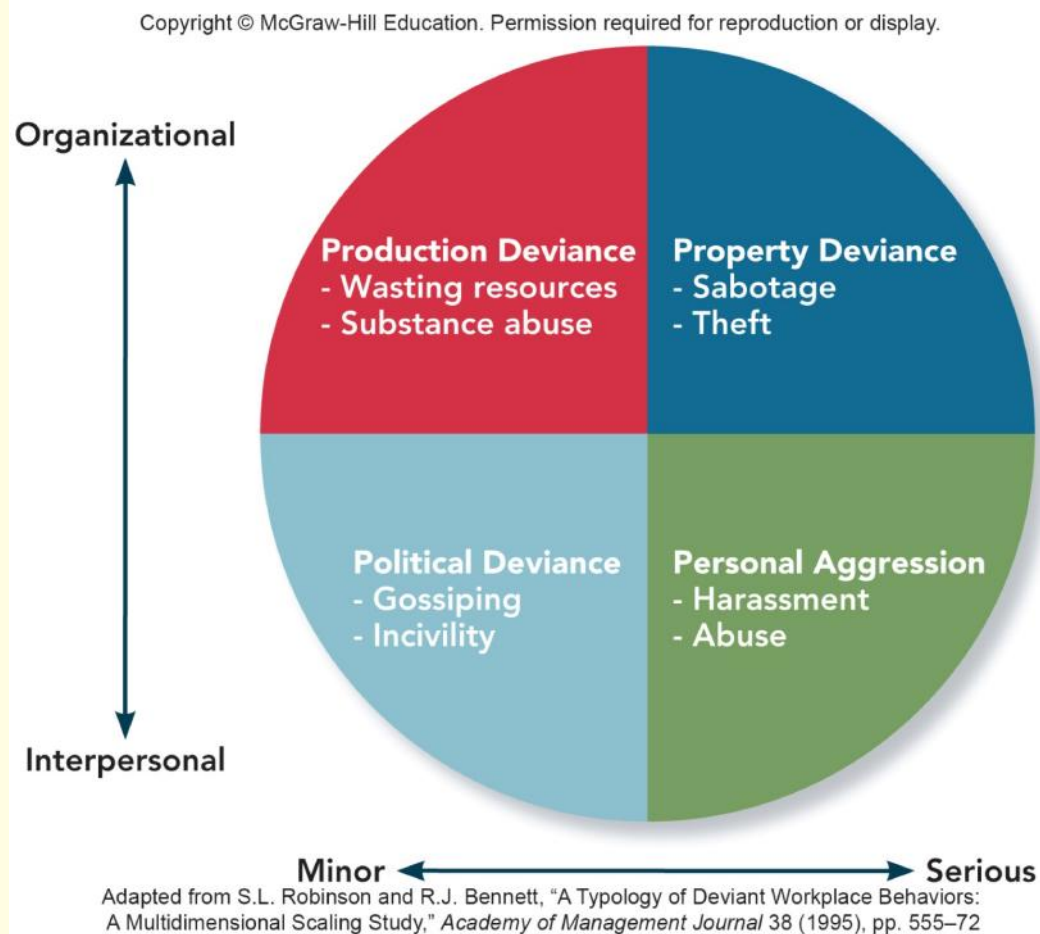 Copyright © McGraw-Hill Education. Permission required for reproduction or display.
Organizational
Production Deviance
- Wasting resources
- Substance abuse
Property Deviance
- Sabotage
- Theft
Political Deviance
- Gossiping
- Incivility
Personal Aggression
- Harassment
- Abuse
Interpersonal
Minor
Serious
Adapted from S.L. Robinson and R.J. Bennett, “A Typology of Deviant Workplace Behaviors:
A Multidimensional Scaling Study,” Academy of Management Journal 38 (1995), pp. 555–72